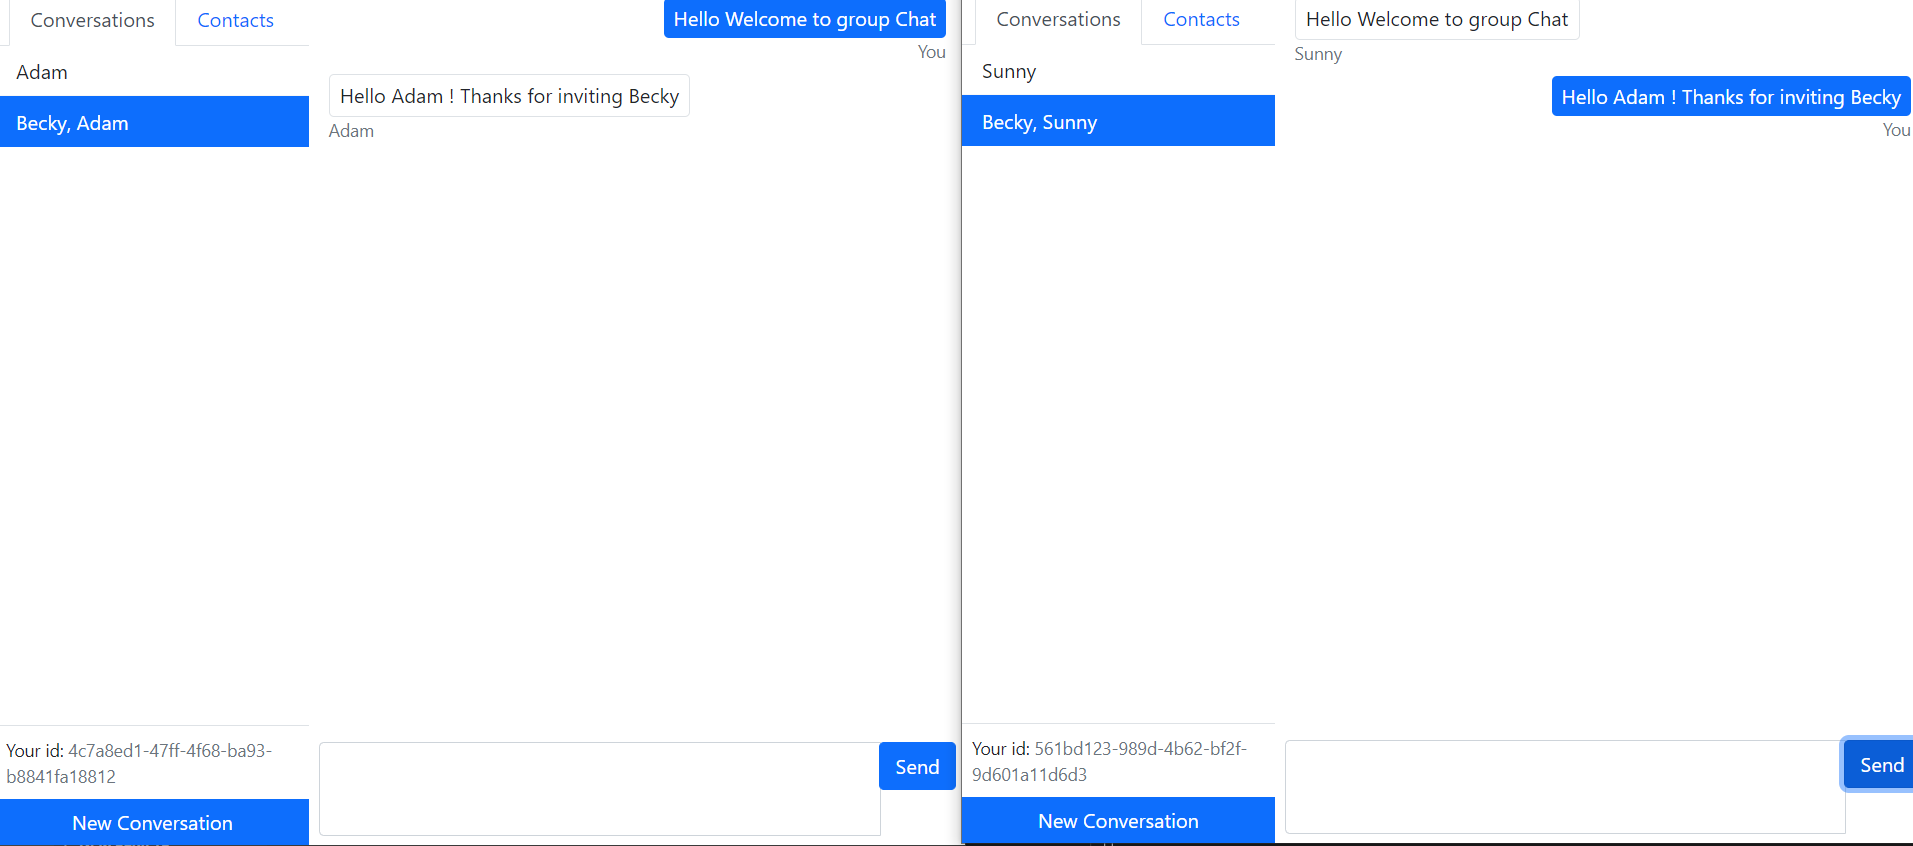 Conversations
Contacts
Adam
Becky, Adam
Hello Welcome to group Chat
You
Hello Adam ! Thanks for inviting Becky
Adam
Your id: 4c7a8ed1-47ff-4f68-ba93-
b8841fa18812
New Conversation
Send
Conversations
Contacts
Sunny
Becky, Sunny
Hello Welcome to group Chat
Sunny
Hello Adam ! Thanks for inviting Becky
You
Your id: 561bd123-989d-4b62-bf2f-
9d601a11d6d3
New Conversation
Send